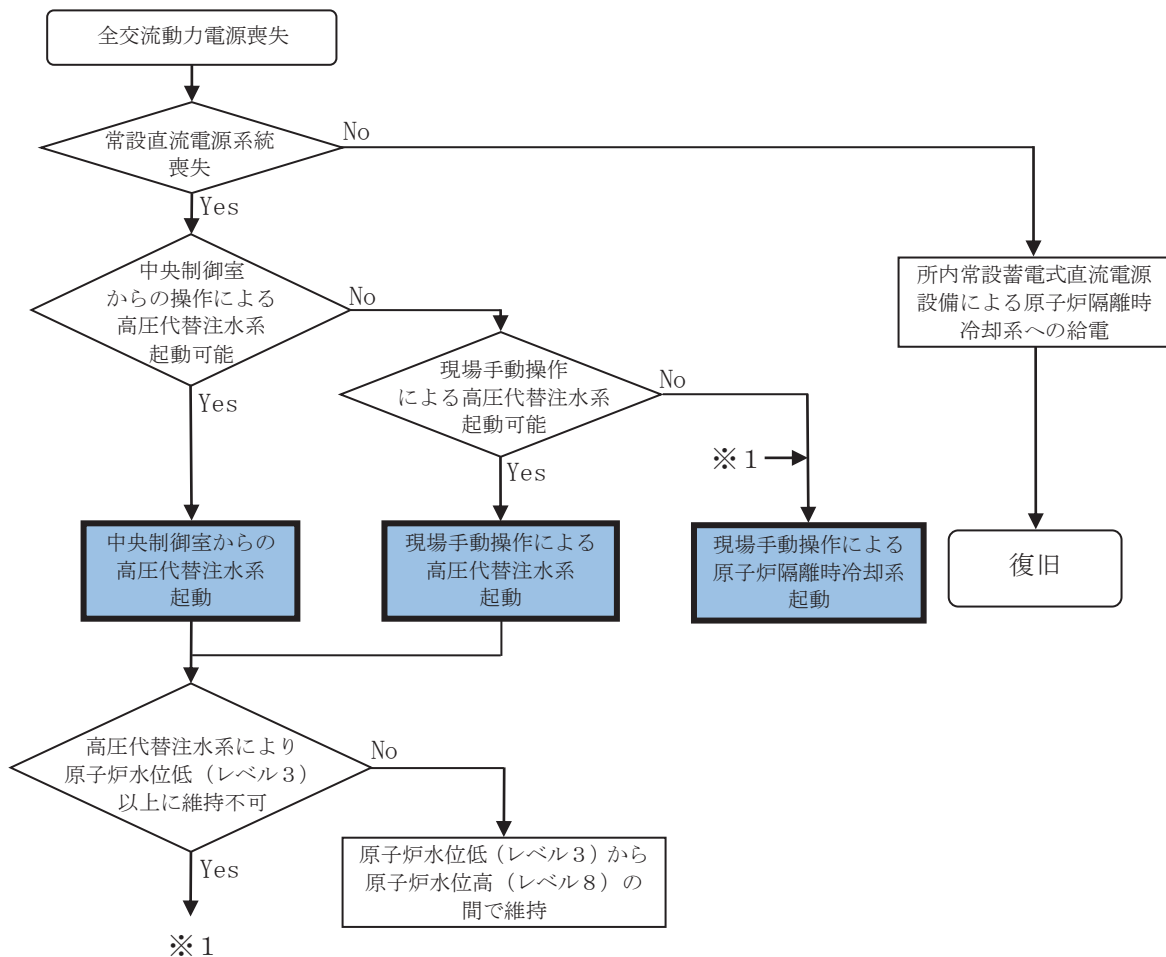 全交流動力電源喪失
常設直流電源系統
喪失
No
Yes
中央制御室
からの操作による
高圧代替注水系
起動可能
No
Yes
所内常設蓄電式直流電源
設備による原子炉隔離時
冷却系への給電
現場手動操作
による高圧代替注水系
起動可能
No
Yes
※1
中央制御室からの
高圧代替注水系
起動
現場手動操作による
高圧代替注水系
起動
現場手動操作による
原子炉隔離時冷却系
起動
復旧
高圧代替注水系により
原子炉水位低（レベル3）
以上に維持不可
No
Yes
原子炉水位低（レベル3）から
原子炉水位高（レベル8）の
間で維持
※1